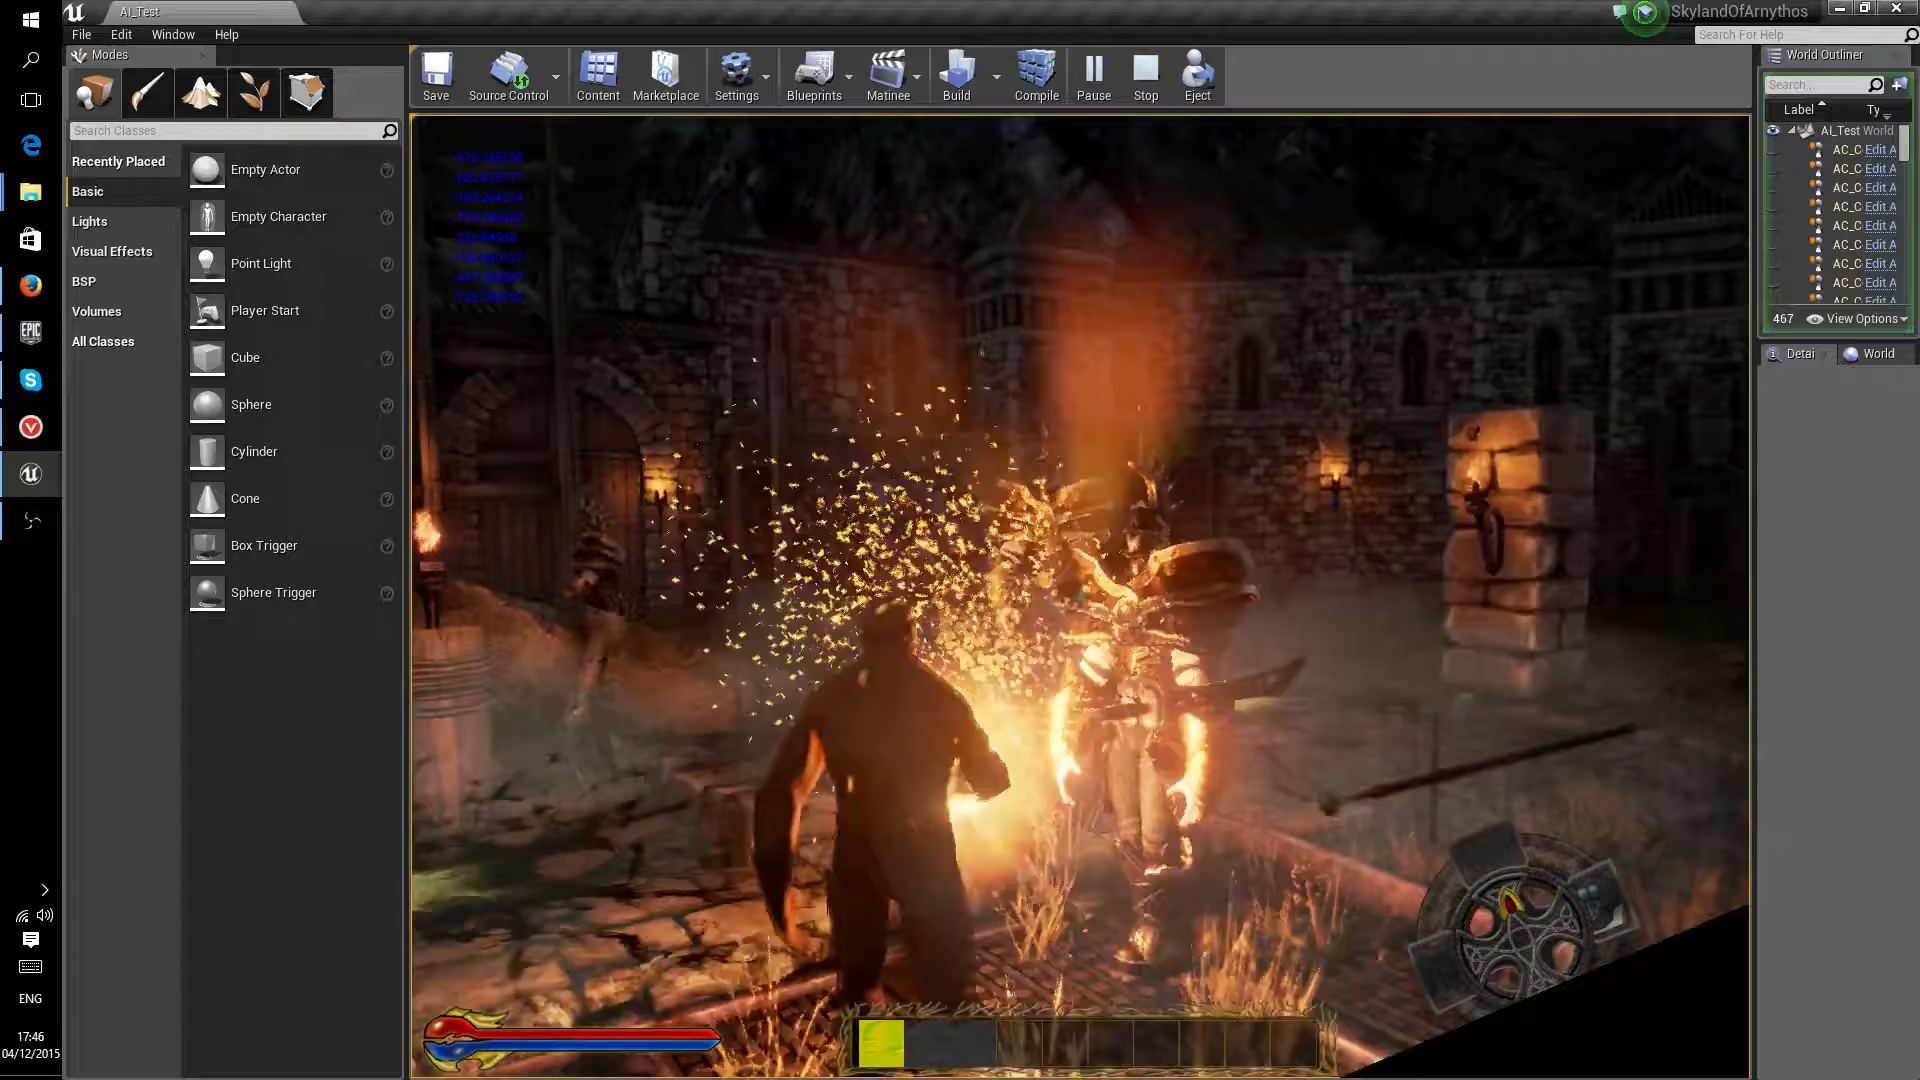 AI_Test
SkylandOfArnythos
File Edit Window Help
Search For Help
Modes
Save Source Control Content Marketplace Settings Blueprints Matinee Build Compile Pause Stop Eject
World Outliner
Search...
Label Ty
AI_Test World
AC_C Edit A
AC_C Edit A
AC_C Edit A
AC_C Edit A
AC_C Edit A
AC_C Edit A
AC_C Edit A
AC_C Edit A
AC_C Edit A
467 View Options
Detai World
Search Classes
Recently Placed
Basic
Lights
Visual Effects
BSP
Volumes
All Classes
Empty Actor
Empty Character
Point Light
Player Start
Cube
Sphere
Cylinder
Cone
Box Trigger
Sphere Trigger
EPIC
ENG
17:46
04/12/2015